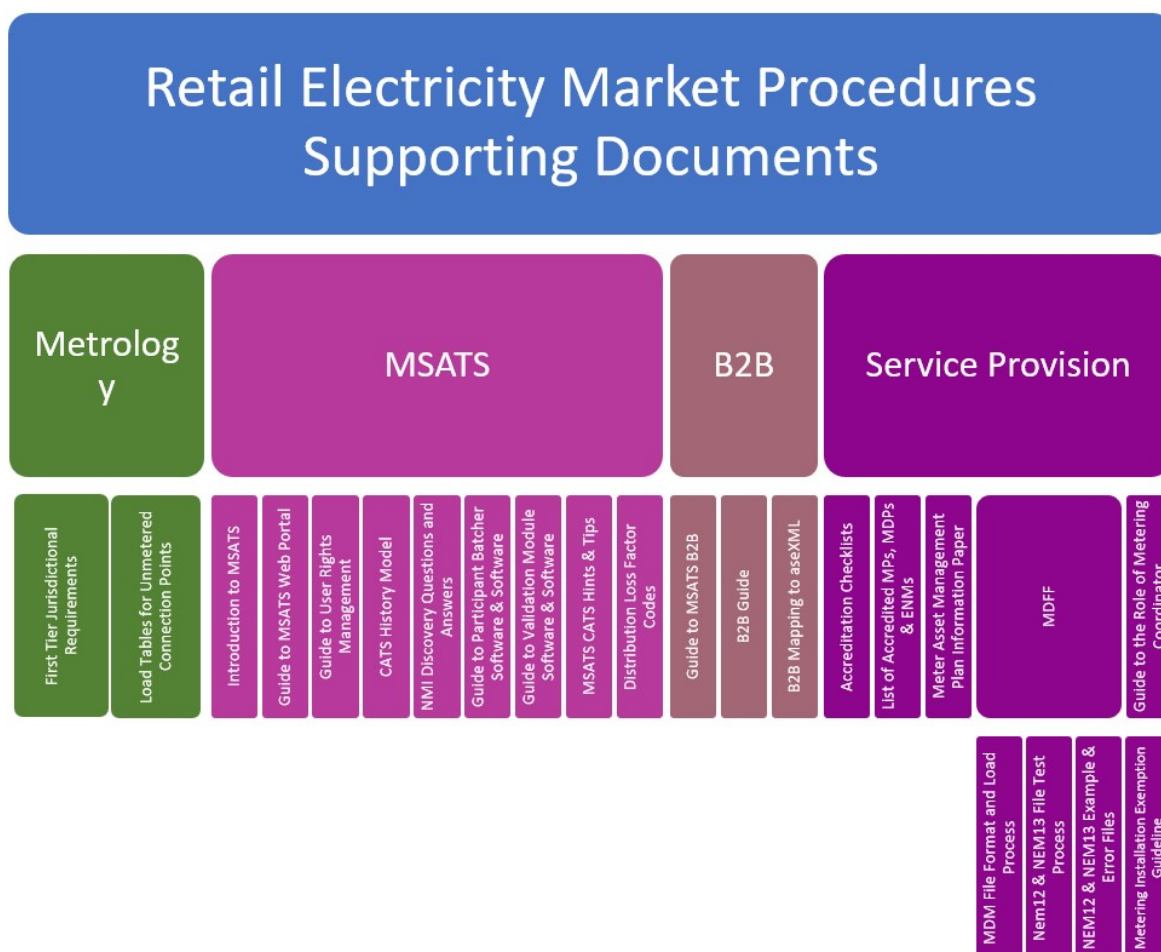 Retail Electricity Market Procedures
Supporting Documents
Metrolog
y
MSATS
B2B
Service Provision
First Tier Jurisdictional
Requirements
Load Tables for Unmetered
Connection Points
Introduction to MSATS
Guide to MSATS Web Portal
Guide to User Rights
Management
CATS History Model
NMI Discovery Questions and
Answers
Guide to Participant Batcher
Software & Software
Guide to Validation Module
Software & Software
MSATS CATS Hints & Tips
Distribution Loss Factor
Codes
Guide to MSATS B2B
B2B Guide
B2B Mapping to aseXML
Accreditation Checklists
List of Accredited MPs, MDPs
& ENMs
Meter Asset Management
Plan Information Paper
MDFF
Guide to the Role of Metering
Coordinator
MDM File Format and Load
Process
Nem12 & NEM13 File Test
Process
NEM12 & NEM13 Example &
Error Files
Metering Installation Exemption
Guideline